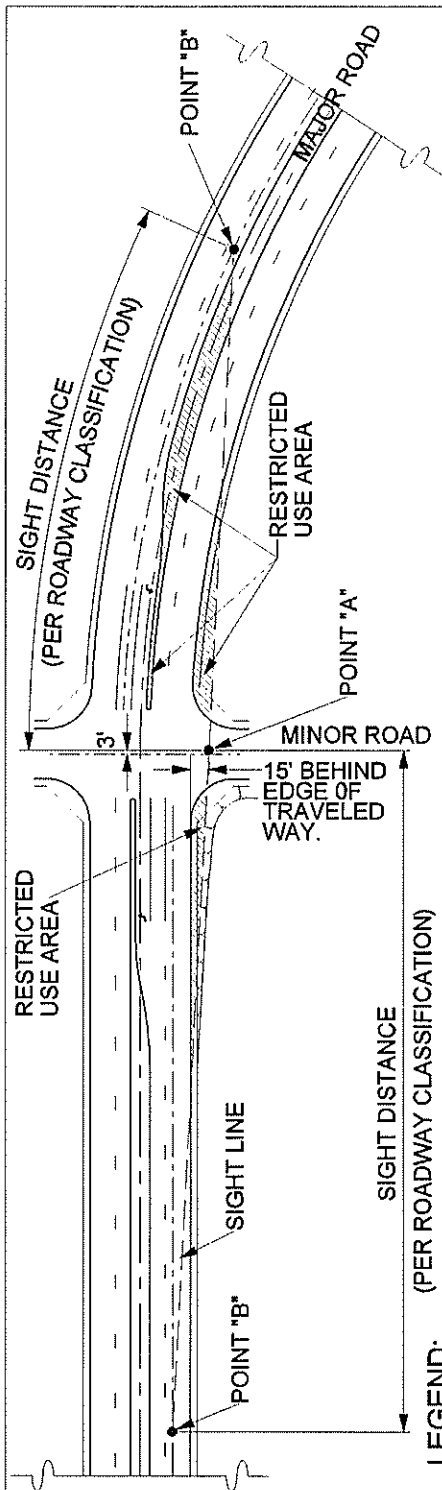 POINT "B"
MAJOR ROAD
SIGHT DISTANCE
(PER ROADWAY CLASSIFICATION)
RESTRICTED
USE AREA
POINT "A"
3'
MINOR ROAD
15' BEHIND
EDGE OF
TRAVELED
WAY.
RESTRICTED
USE AREA
SIGHT LINE
POINT "B"
SIGHT DISTANCE
(PER ROADWAY CLASSIFICATION)
LEGEND: